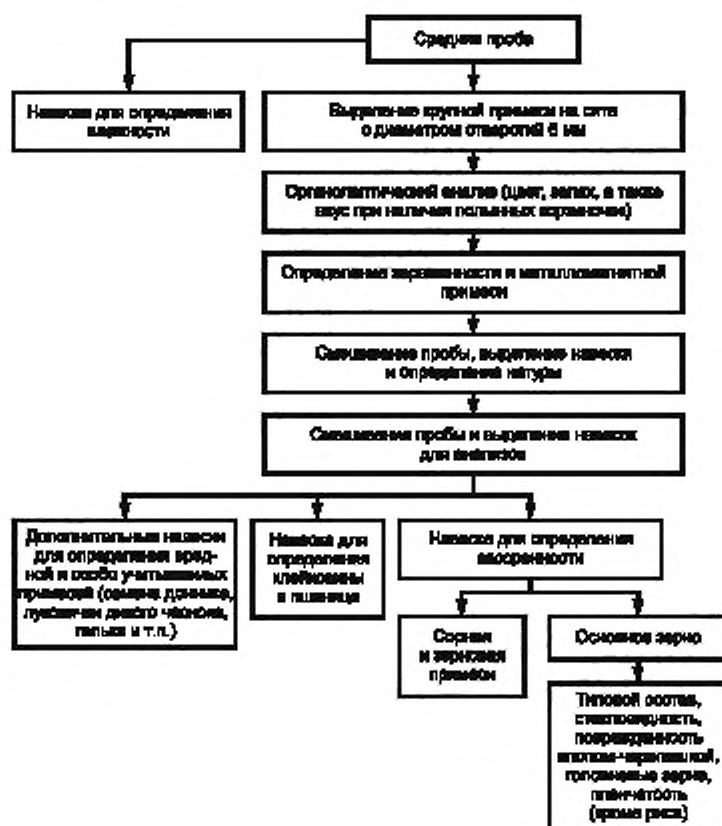 Средняя проба
Навеска для определения
влажности
Выделение крупной примеси на сите
с диаметром отверстий 6 мм
Органолептический анализ (цвет, запах, а также
вкус при наличии полынных корзиночек)
Определение зараженности и металломагнитной
примеси
Смешивание пробы, выделение навески
и определение натуры
Смешивание пробы и выделение навесок
для анализов
Дополнительные навески
для определения вред-
ной и особо учитываемых
примесей (семена донника,
луковички дикого чеснока,
галька и т.п.)
Навеска для
определения
клейковины
в пшенице
Навеска для определения
засоренности
Сорная
и зерновая
примеси
Основное зерно
Типовой состав,
стекловидность,
поврежденность
клопом-черепашкой,
головневые зерна,
пленчатость
(кроме риса)